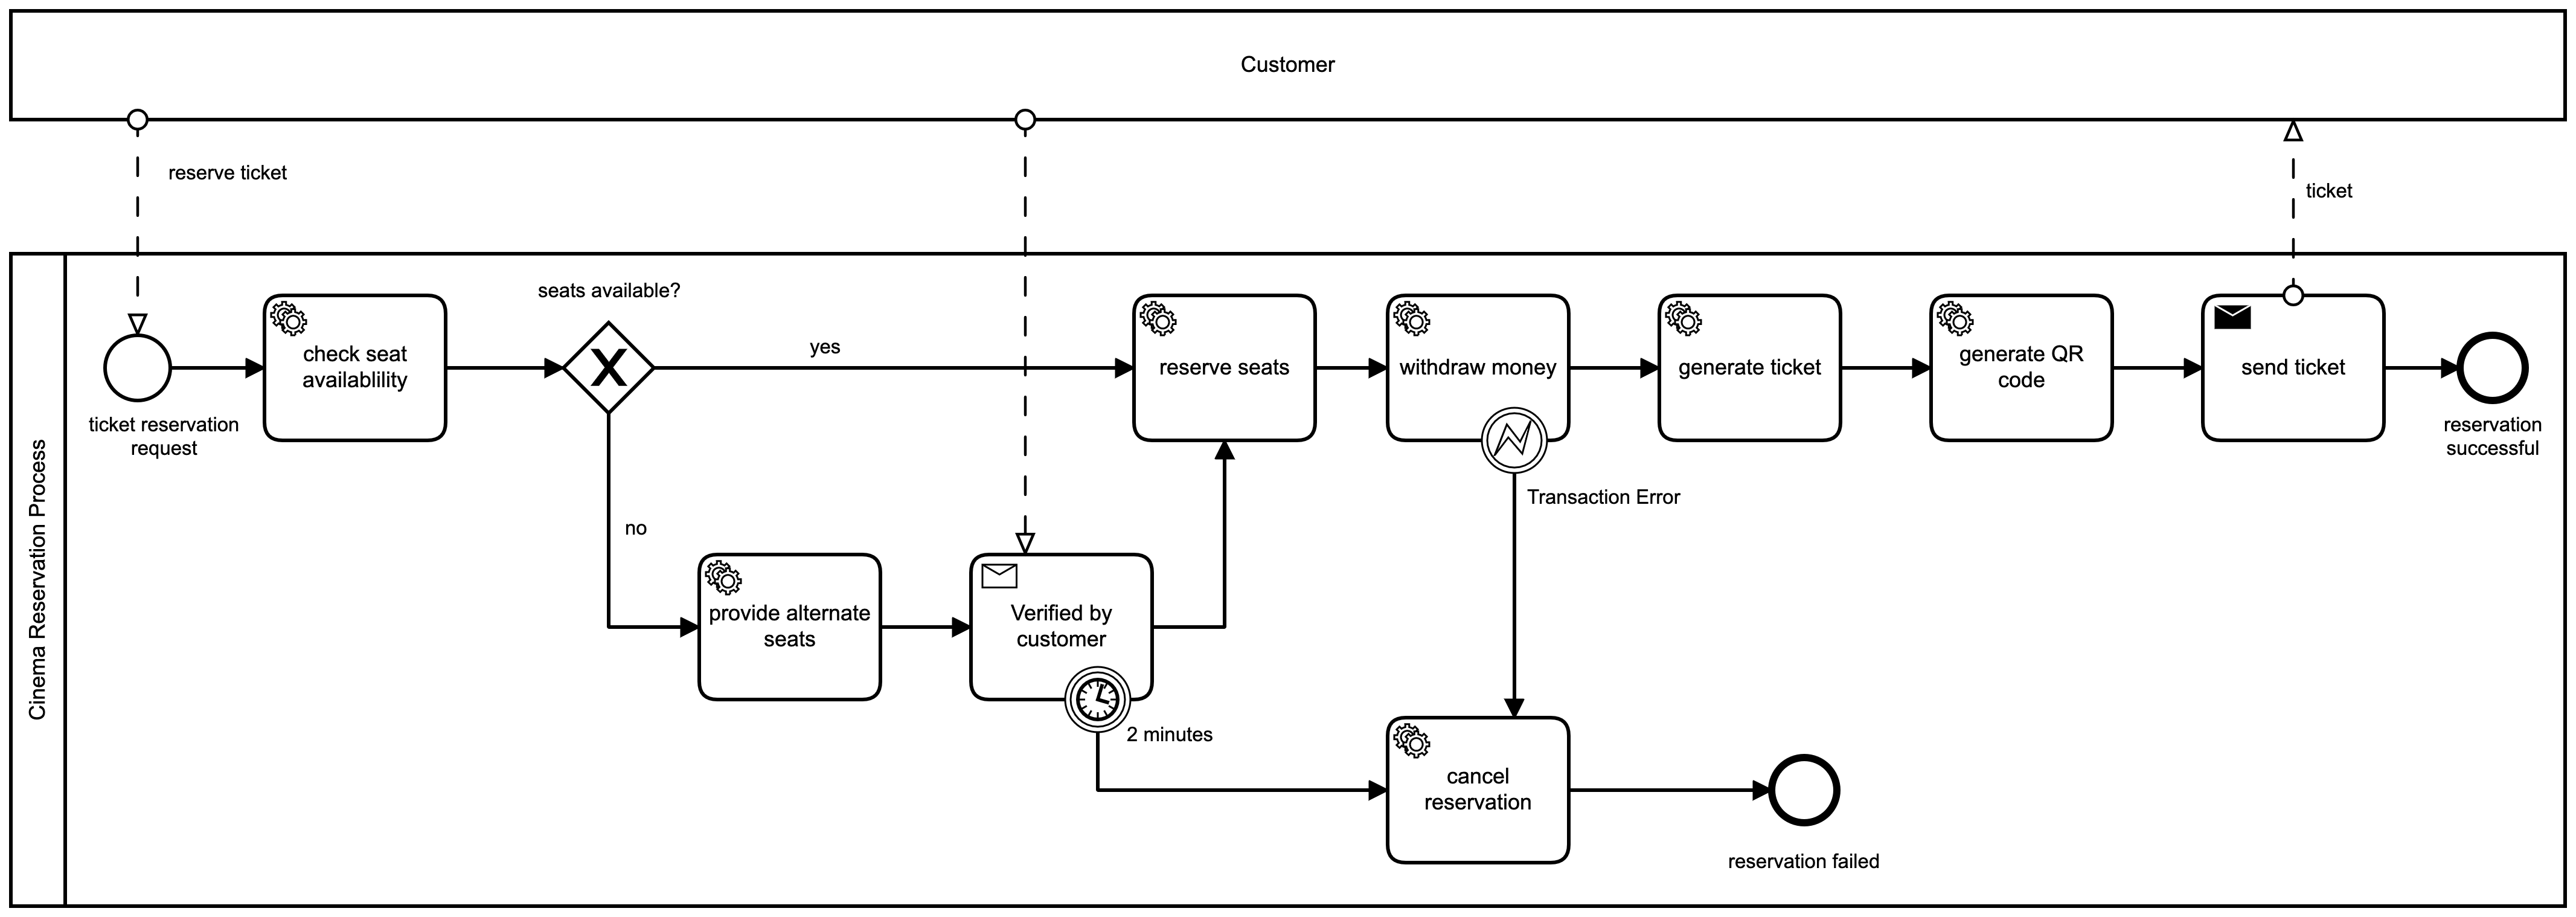 Customer
reserve ticket
ticket
Cinema Reservation Process
ticket reservation
request
check seat
availablility
seats available?
X
yes
no
provide alternate
seats
Verified by
customer
2 minutes
reserve seats
withdraw money
Transaction Error
cancel
reservation
reservation failed
generate ticket
generate QR
code
send ticket
reservation
successful